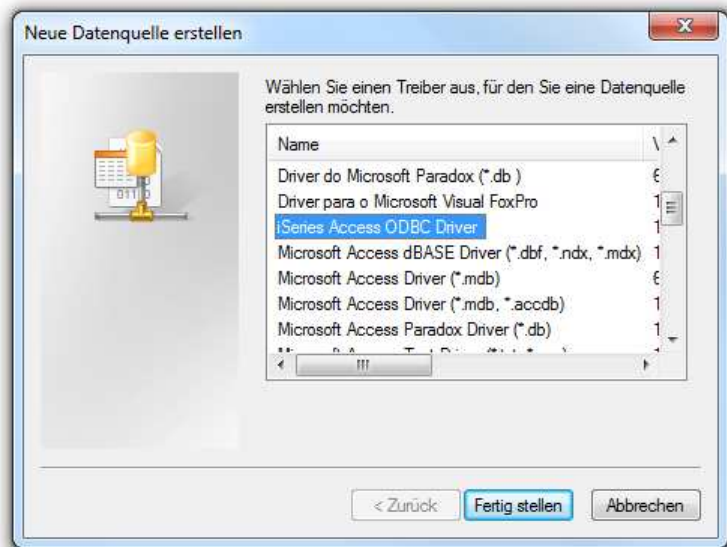 Neue Datenquelle erstellen
Wählen Sie einen Treiber aus, für den Sie eine Datenquelle
erstellen möchten.
Name
Driver do Microsoft Paradox (*.db )
Driver para o Microsoft Visual FoxPro
iSeries Access ODBC Driver
Microsoft Access dBASE Driver (*.dbf, *.ndx, *.mdx) 1
Microsoft Access Driver (*.mdb)
Microsoft Access Driver (*.mdb, *.accdb)
Microsoft Access Paradox Driver (*.db)
< Zurück Fertig stellen Abbrechen